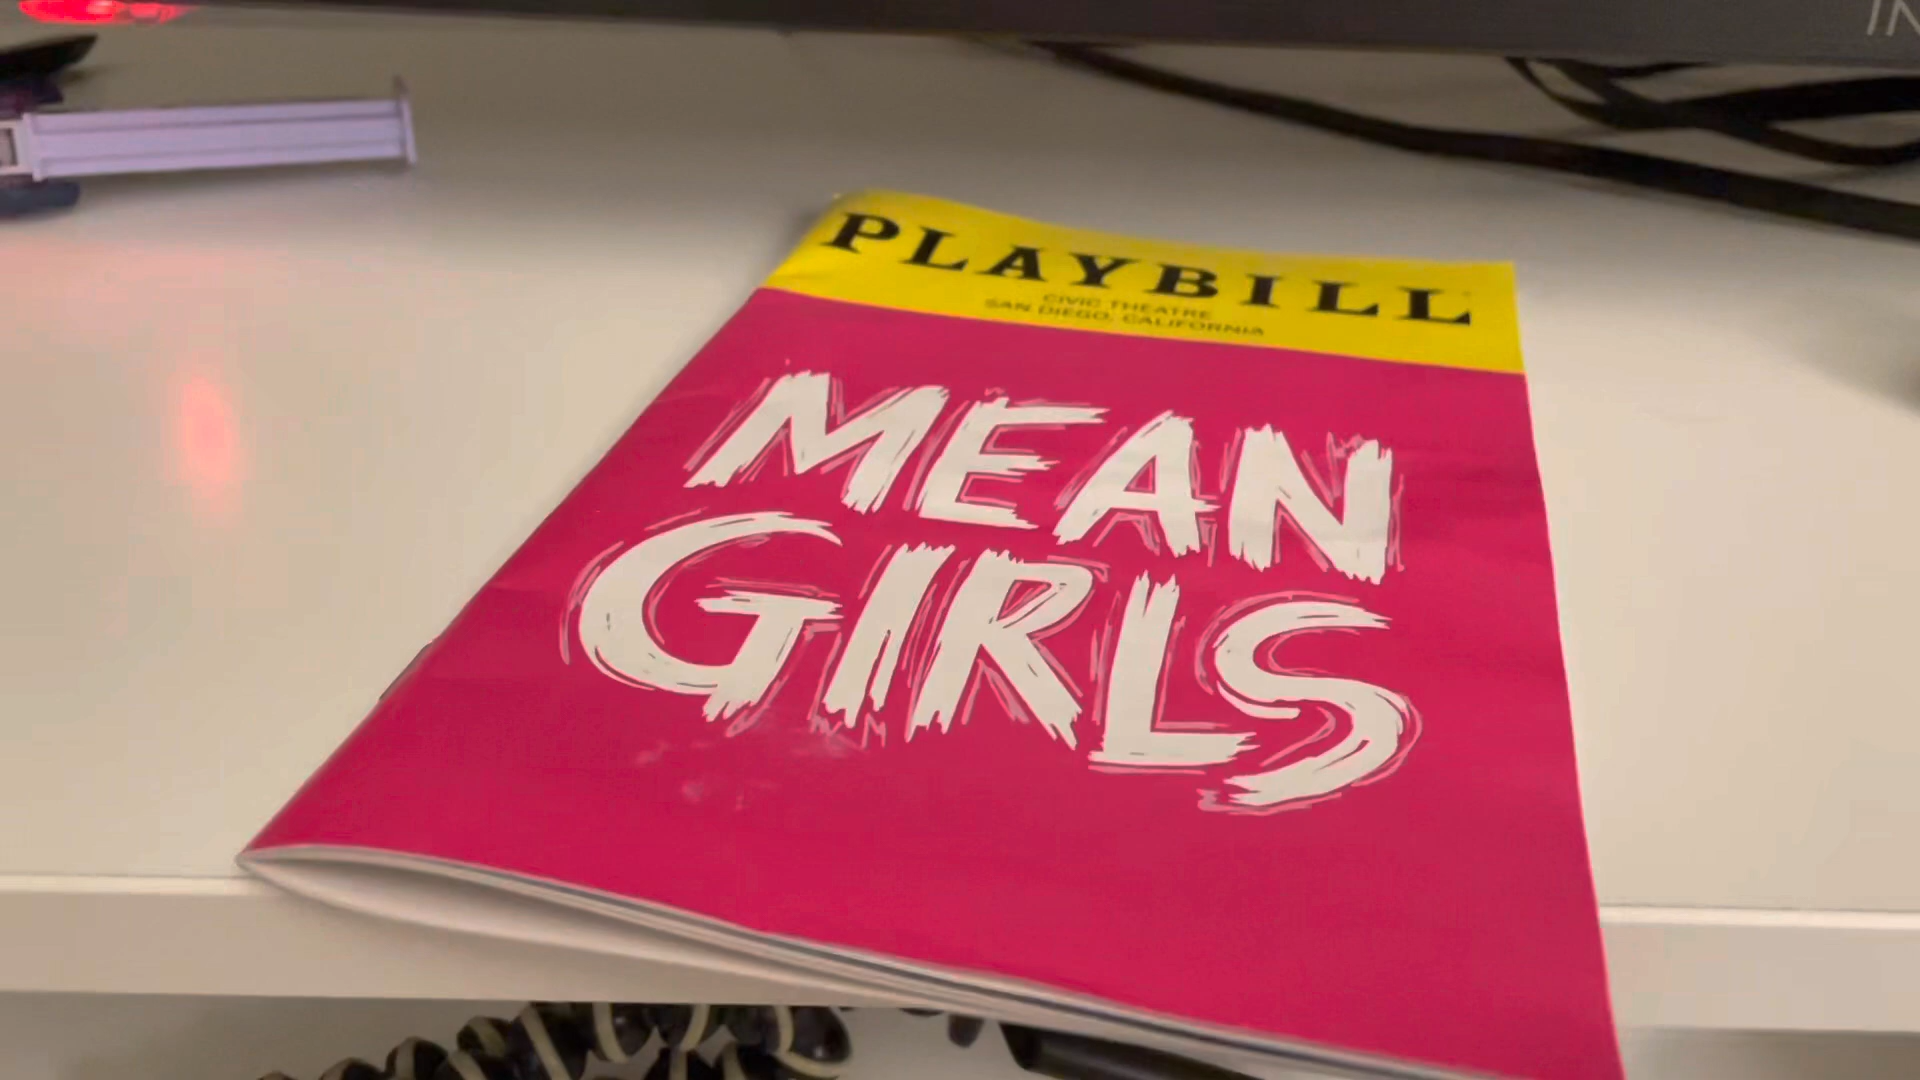 PLAYBILL
CIVIC THEATRE
SAN DIEGO, CALIFORNIA
MEAN
GIRLS